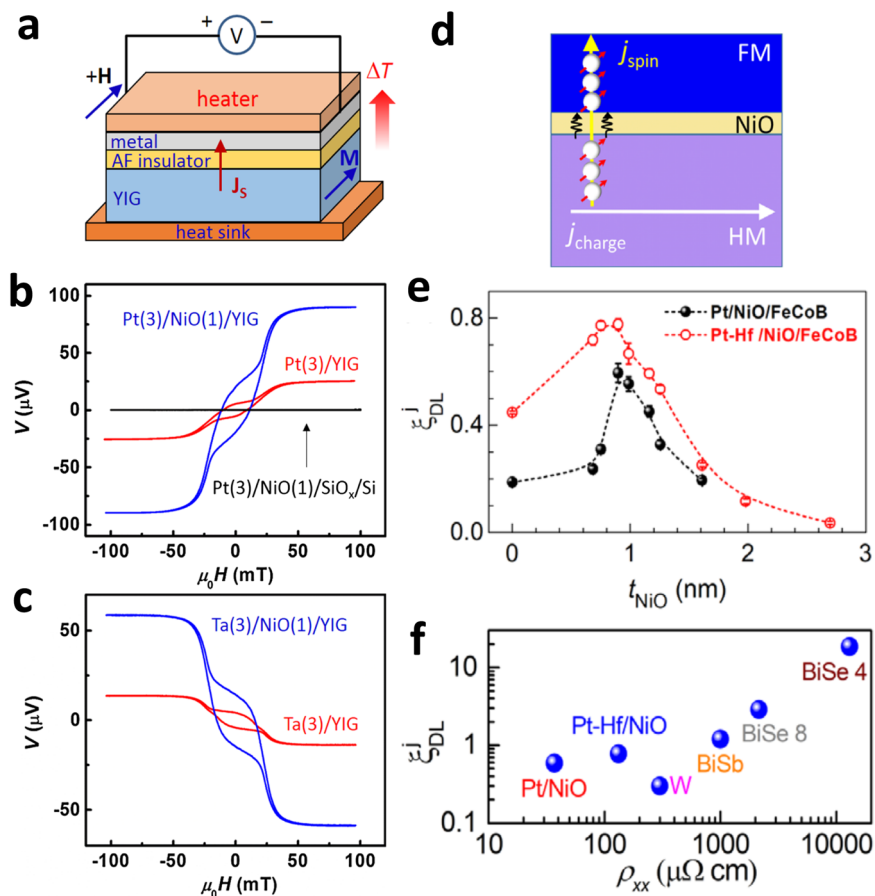 a
+ V −
+H
ΔT
heater
metal
AF insulator
M
J_S
YIG
heat sink
b
100
50
0
-50
-100
V (μV)
Pt(3)/NiO(1)/YIG
Pt(3)/YIG
Pt(3)/NiO(1)/SiO_x/Si
-100 -50 0 50 100
μ₀H (mT)
c
50
0
-50
V (μV)
Ta(3)/NiO(1)/YIG
Ta(3)/YIG
-100 -50 0 50 100
μ₀H (mT)
d
j_spin
FM
NiO
j_charge
HM
e
0.8
0.4
0.0
ξ^j_DL
Pt/NiO/FeCoB
Pt-Hf /NiO/FeCoB
0 1 2 3
t_NiO (nm)
f
10
1
0.1
ξ^j_DL
BiSe 4
Pt-Hf/NiO
BiSe 8
BiSb
Pt/NiO
W
10 100 1000 10000
ρ_xx (μΩ cm)